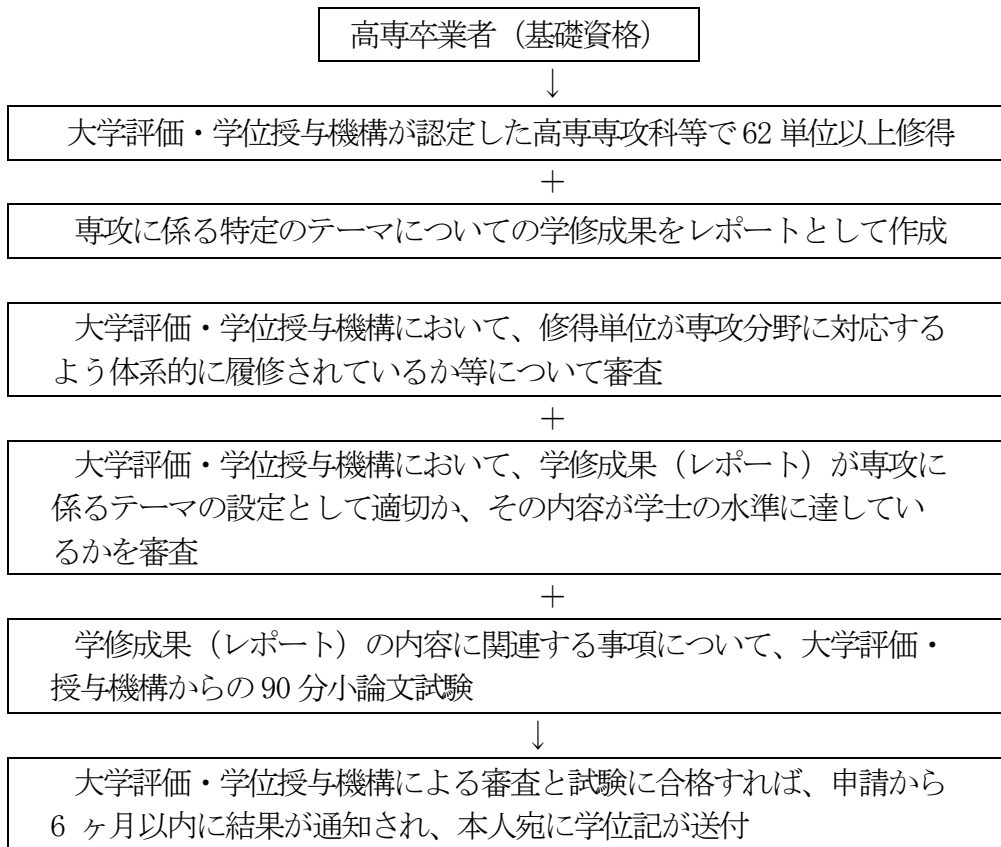 高専卒業者（基礎資格）
↓
大学評価・学位授与機構が認定した高専専攻科等で 62 単位以上修得
＋
専攻に係る特定のテーマについての学修成果をレポートとして作成
大学評価・学位授与機構において、修得単位が専攻分野に対応する
よう体系的に履修されているか等について審査
＋
大学評価・学位授与機構において、学修成果（レポート）が専攻に
係るテーマの設定として適切か、その内容が学士の水準に達してい
るかを審査
＋
学修成果（レポート）の内容に関連する事項について、大学評価・
授与機構からの 90 分小論文試験
↓
大学評価・学位授与機構による審査と試験に合格すれば、申請から
6 ヶ月以内に結果が通知され、本人宛に学位記が送付